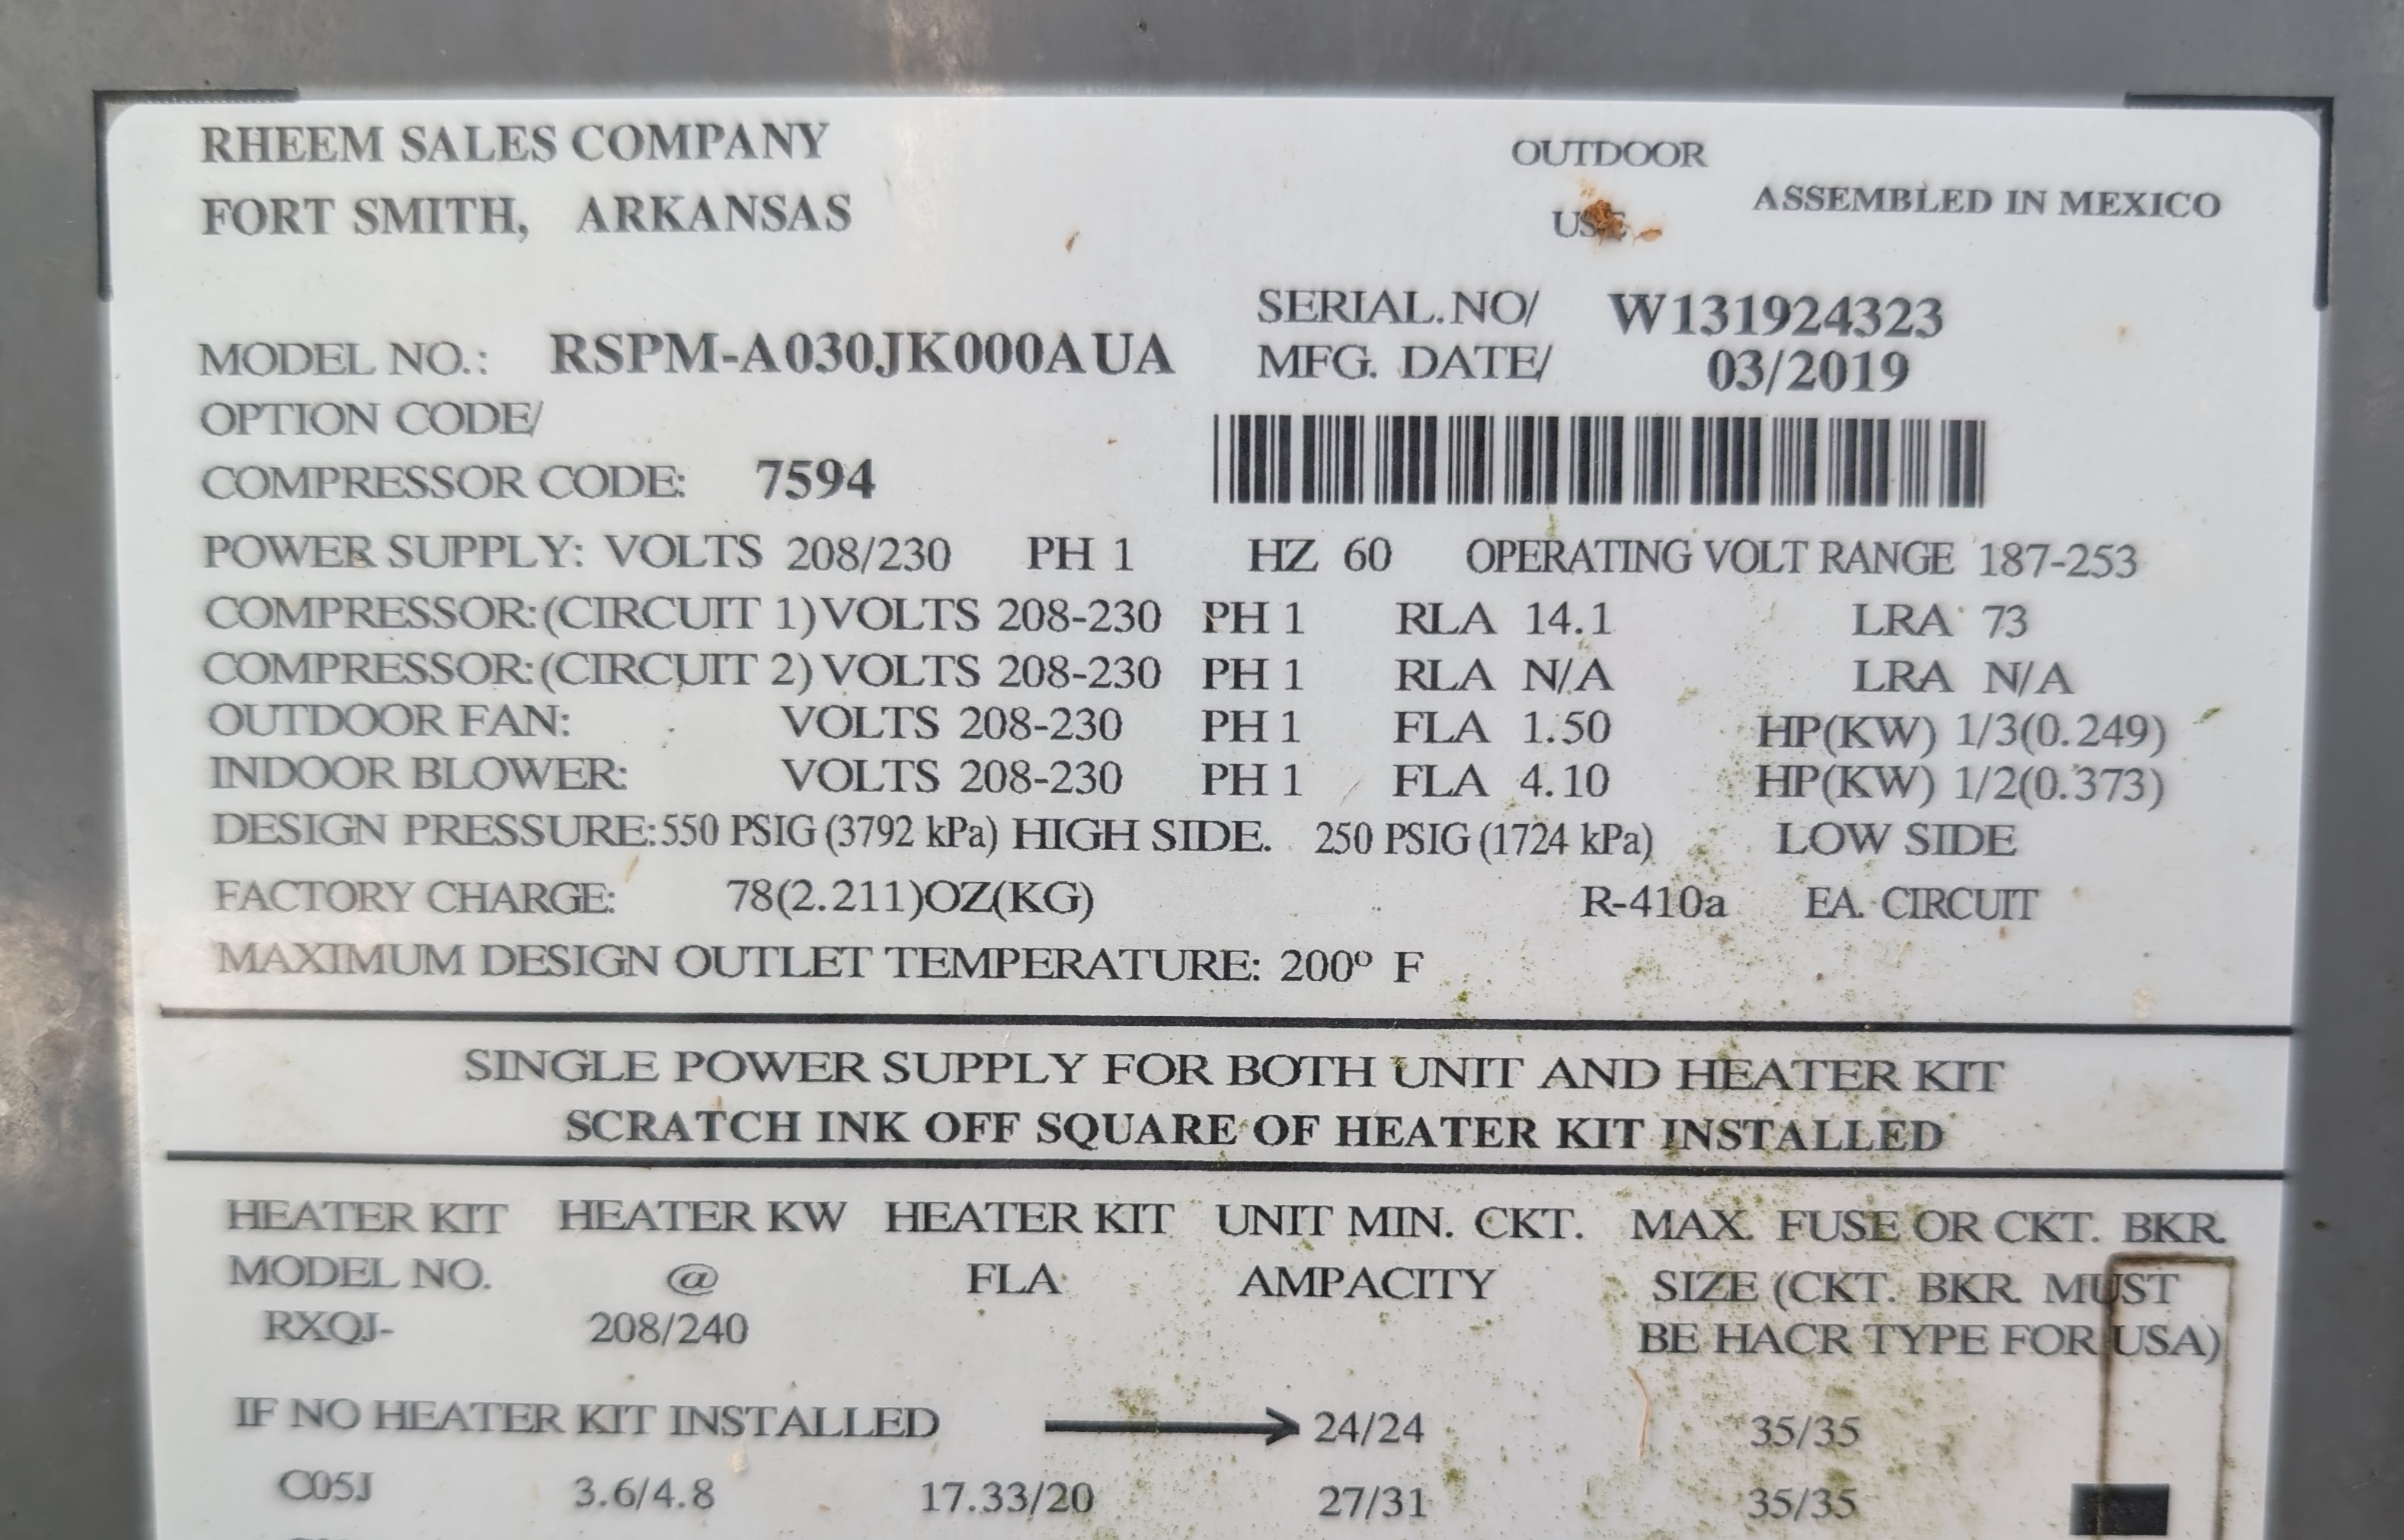 RHEEM SALES COMPANY
FORT SMITH, ARKANSAS
OUTDOOR
USE
ASSEMBLED IN MEXICO
SERIAL.NO/ W131924323
MODEL NO.: RSPM-A030JK000AUA
MFG. DATE/ 03/2019
OPTION CODE/
COMPRESSOR CODE: 7594
POWER SUPPLY: VOLTS 208/230 PH 1 HZ 60 OPERATING VOLT RANGE 187-253
COMPRESSOR:(CIRCUIT 1) VOLTS 208-230 PH 1 RLA 14.1 LRA 73
COMPRESSOR:(CIRCUIT 2) VOLTS 208-230 PH 1 RLA N/A LRA N/A
OUTDOOR FAN: VOLTS 208-230 PH 1 FLA 1.50 HP(KW) 1/3(0.249)
INDOOR BLOWER: VOLTS 208-230 PH 1 FLA 4.10 HP(KW) 1/2(0.373)
DESIGN PRESSURE:550 PSIG (3792 kPa) HIGH SIDE. 250 PSIG (1724 kPa) LOW SIDE
FACTORY CHARGE: 78(2.211)OZ(KG) R-410a EA. CIRCUIT
MAXIMUM DESIGN OUTLET TEMPERATURE: 200º F
SINGLE POWER SUPPLY FOR BOTH UNIT AND HEATER KIT
SCRATCH INK OFF SQUARE OF HEATER KIT INSTALLED
HEATER KIT HEATER KW HEATER KIT UNIT MIN. CKT. MAX. FUSE OR CKT. BKR.
MODEL NO. @ FLA AMPACITY SIZE (CKT. BKR. MUST
RXQJ- 208/240 BE HACR TYPE FOR USA)
IF NO HEATER KIT INSTALLED 24/24 35/35
C05J 3.6/4.8 17.33/20 27/31 35/35